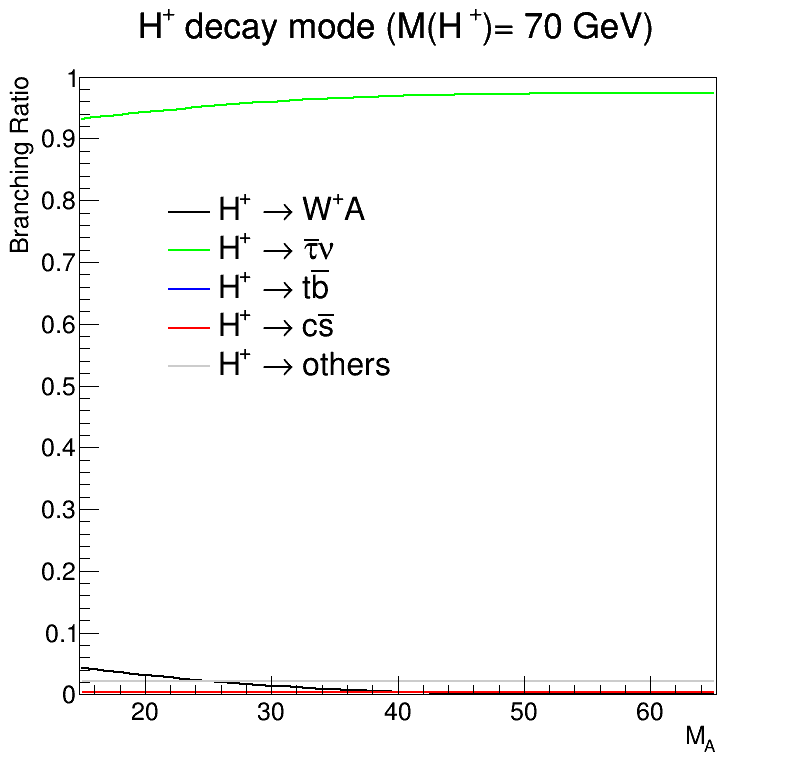 H⁺ decay mode (M(H⁺)= 70 GeV)
Branching Ratio
1
0.9
0.8
0.7
0.6
0.5
0.4
0.3
0.2
0.1
0
H⁺ → W⁺A
H⁺ → τ̅ν
H⁺ → tb̅
H⁺ → cs̅
H⁺ → others
20 30 40 50 60
M_A